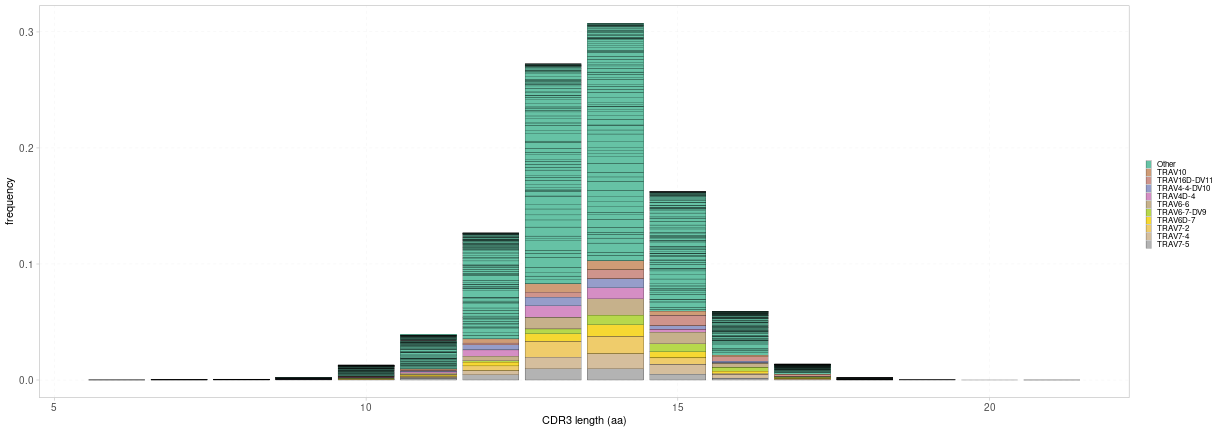 0.3
0.2
0.1
0.0
frequency
5
10
15
20
CDR3 length (aa)
Other
TRAV10
TRAV16D-DV11
TRAV4-4-DV10
TRAV4D-4
TRAV6-6
TRAV6-7-DV9
TRAV6D-7
TRAV7-2
TRAV7-4
TRAV7-5